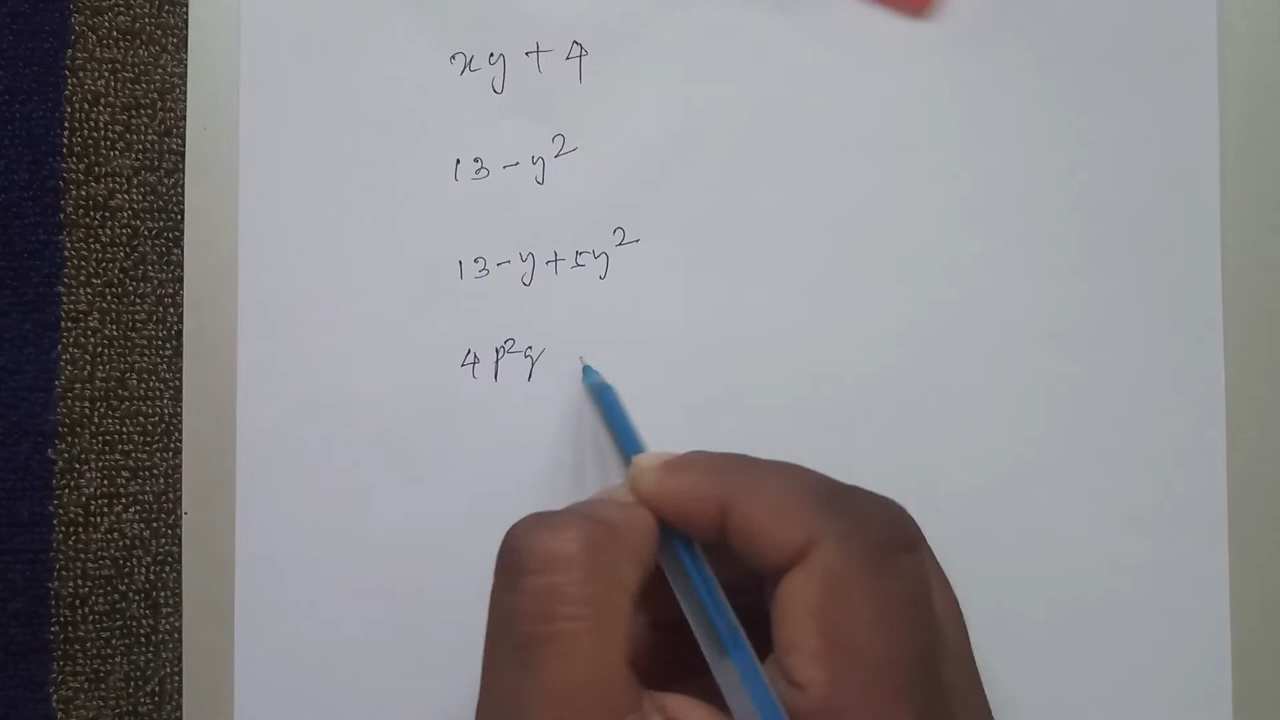 xy + 4
13 - y²
13 - y + 5y²
4p²q